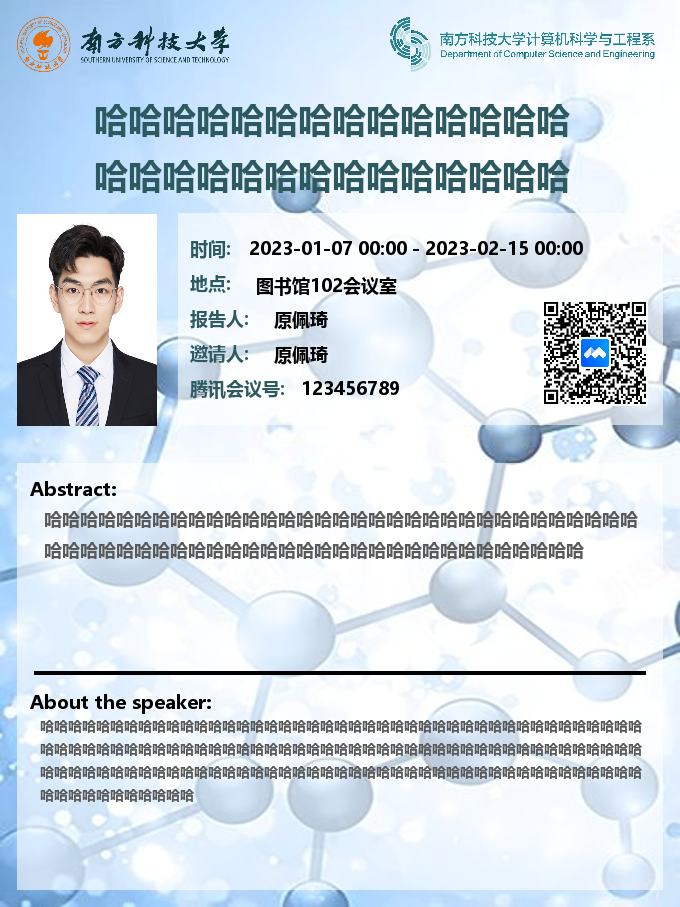 南方科技大学
SOUTHERN UNIVERSITY OF SCIENCE AND TECHNOLOGY
南方科技大学计算机科学与工程系
Department of Computer Science and Engineering
哈哈哈哈哈哈哈哈哈哈哈哈哈哈
哈哈哈哈哈哈哈哈哈哈哈哈哈哈
时间: 2023-01-07 00:00 - 2023-02-15 00:00
地点: 图书馆102会议室
报告人: 原佩琦
邀请人: 原佩琦
腾讯会议号: 123456789
Abstract:
哈哈哈哈哈哈哈哈哈哈哈哈哈哈哈哈哈哈哈哈哈哈哈哈哈哈哈哈哈哈哈哈哈
哈哈哈哈哈哈哈哈哈哈哈哈哈哈哈哈哈哈哈哈哈哈哈哈哈哈哈哈哈哈
About the speaker:
哈哈哈哈哈哈哈哈哈哈哈哈哈哈哈哈哈哈哈哈哈哈哈哈哈哈哈哈哈哈哈哈哈哈哈哈哈哈哈哈哈哈哈
哈哈哈哈哈哈哈哈哈哈哈哈哈哈哈哈哈哈哈哈哈哈哈哈哈哈哈哈哈哈哈哈哈哈哈哈哈哈哈哈哈哈哈
哈哈哈哈哈哈哈哈哈哈哈哈哈哈哈哈哈哈哈哈哈哈哈哈哈哈哈哈哈哈哈哈哈哈哈哈哈哈哈哈哈哈哈
哈哈哈哈哈哈哈哈哈哈哈